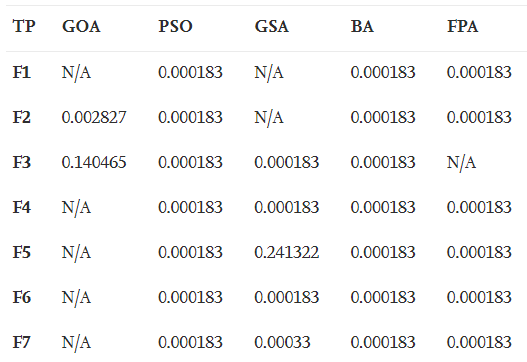 TP GOA PSO GSA BA FPA
F1 N/A 0.000183 N/A 0.000183 0.000183
F2 0.002827 0.000183 N/A 0.000183 0.000183
F3 0.140465 0.000183 0.000183 0.000183 N/A
F4 N/A 0.000183 0.000183 0.000183 0.000183
F5 N/A 0.000183 0.241322 0.000183 0.000183
F6 N/A 0.000183 0.000183 0.000183 0.000183
F7 N/A 0.000183 0.00033 0.000183 0.000183